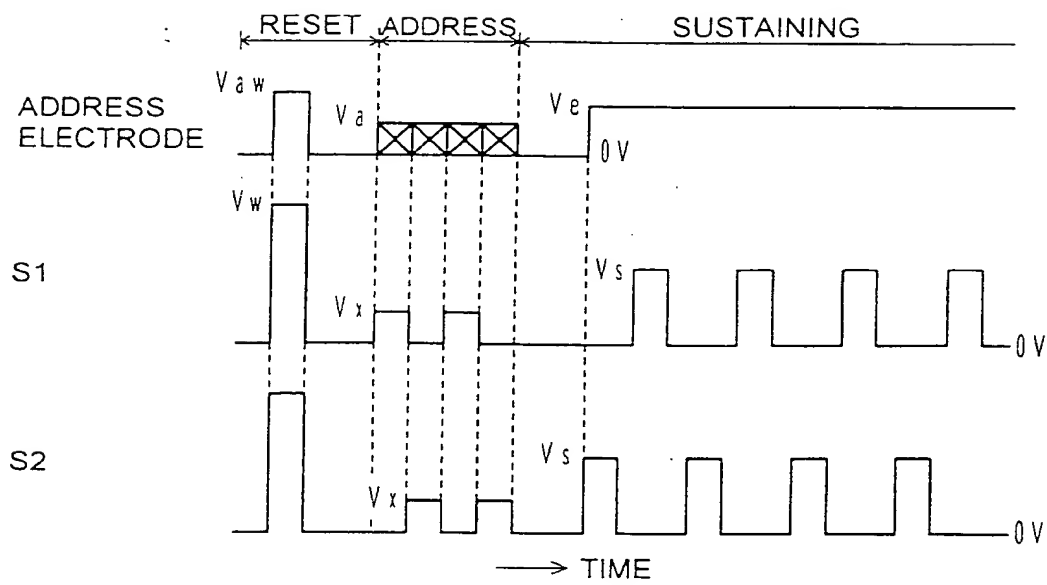 RESET ADDRESS SUSTAINING
Vaw
ADDRESS
ELECTRODE
Va
Ve
0V
Vw
S1
Vx
Vs
0V
S2
Vx
Vs
0V
TIME